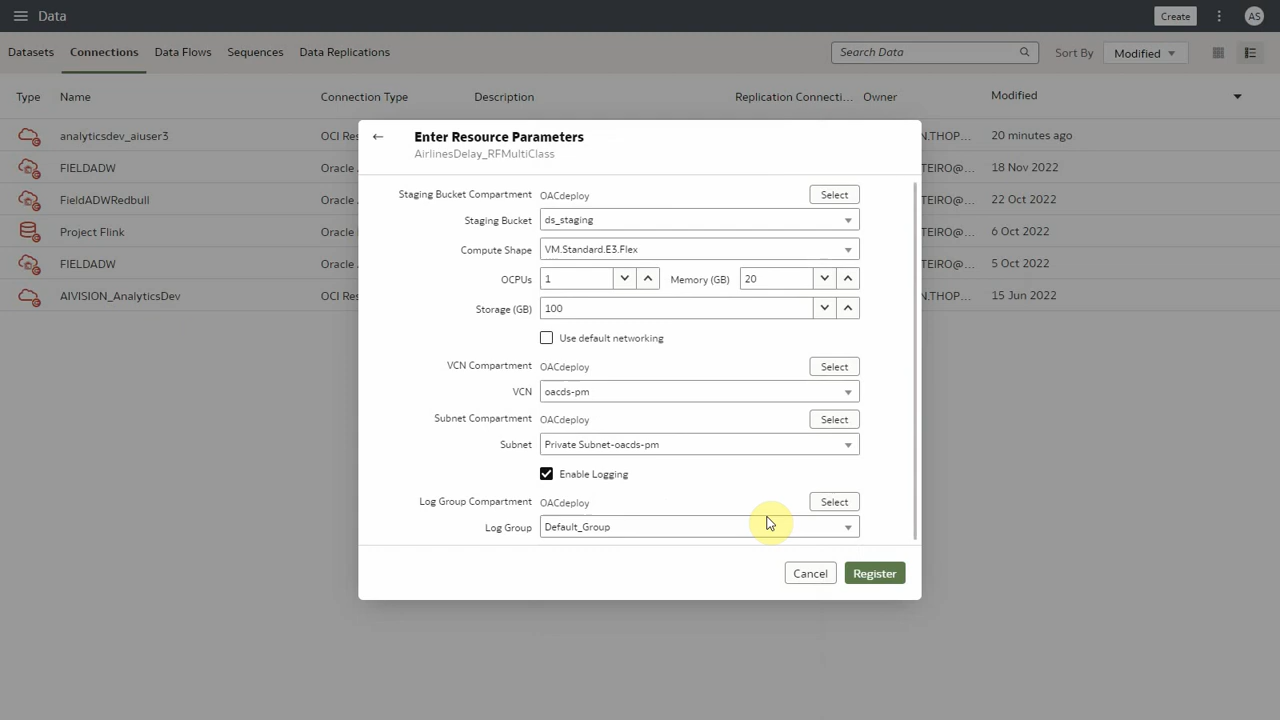 Data
Create
AS
Datasets Connections Data Flows Sequences Data Replications
Search Data
Sort By Modified
Type Name Connection Type Description Replication Connecti... Owner Modified
analyticsdev_aiuser3 OCI Res N.THOP... 20 minutes ago
FIELDADW Oracle A EIRO@... 18 Nov 2022
FieldADWRedbull Oracle A EIRO@... 22 Oct 2022
Project Flink Oracle EIRO@... 6 Oct 2022
FIELDADW Oracle A EIRO@... 5 Oct 2022
AIVISION_AnalyticsDev OCI Res N.THOP... 15 Jun 2022
Enter Resource Parameters
AirlinesDelay_RFMultiClass
Staging Bucket Compartment OACdeploy Select
Staging Bucket ds_staging
Compute Shape VM.Standard.E3.Flex
OCPUs 1 Memory (GB) 20
Storage (GB) 100
Use default networking
VCN Compartment OACdeploy Select
VCN oacds-pm
Subnet Compartment OACdeploy Select
Subnet Private Subnet-oacds-pm
Enable Logging
Log Group Compartment OACdeploy Select
Log Group Default_Group
Cancel Register